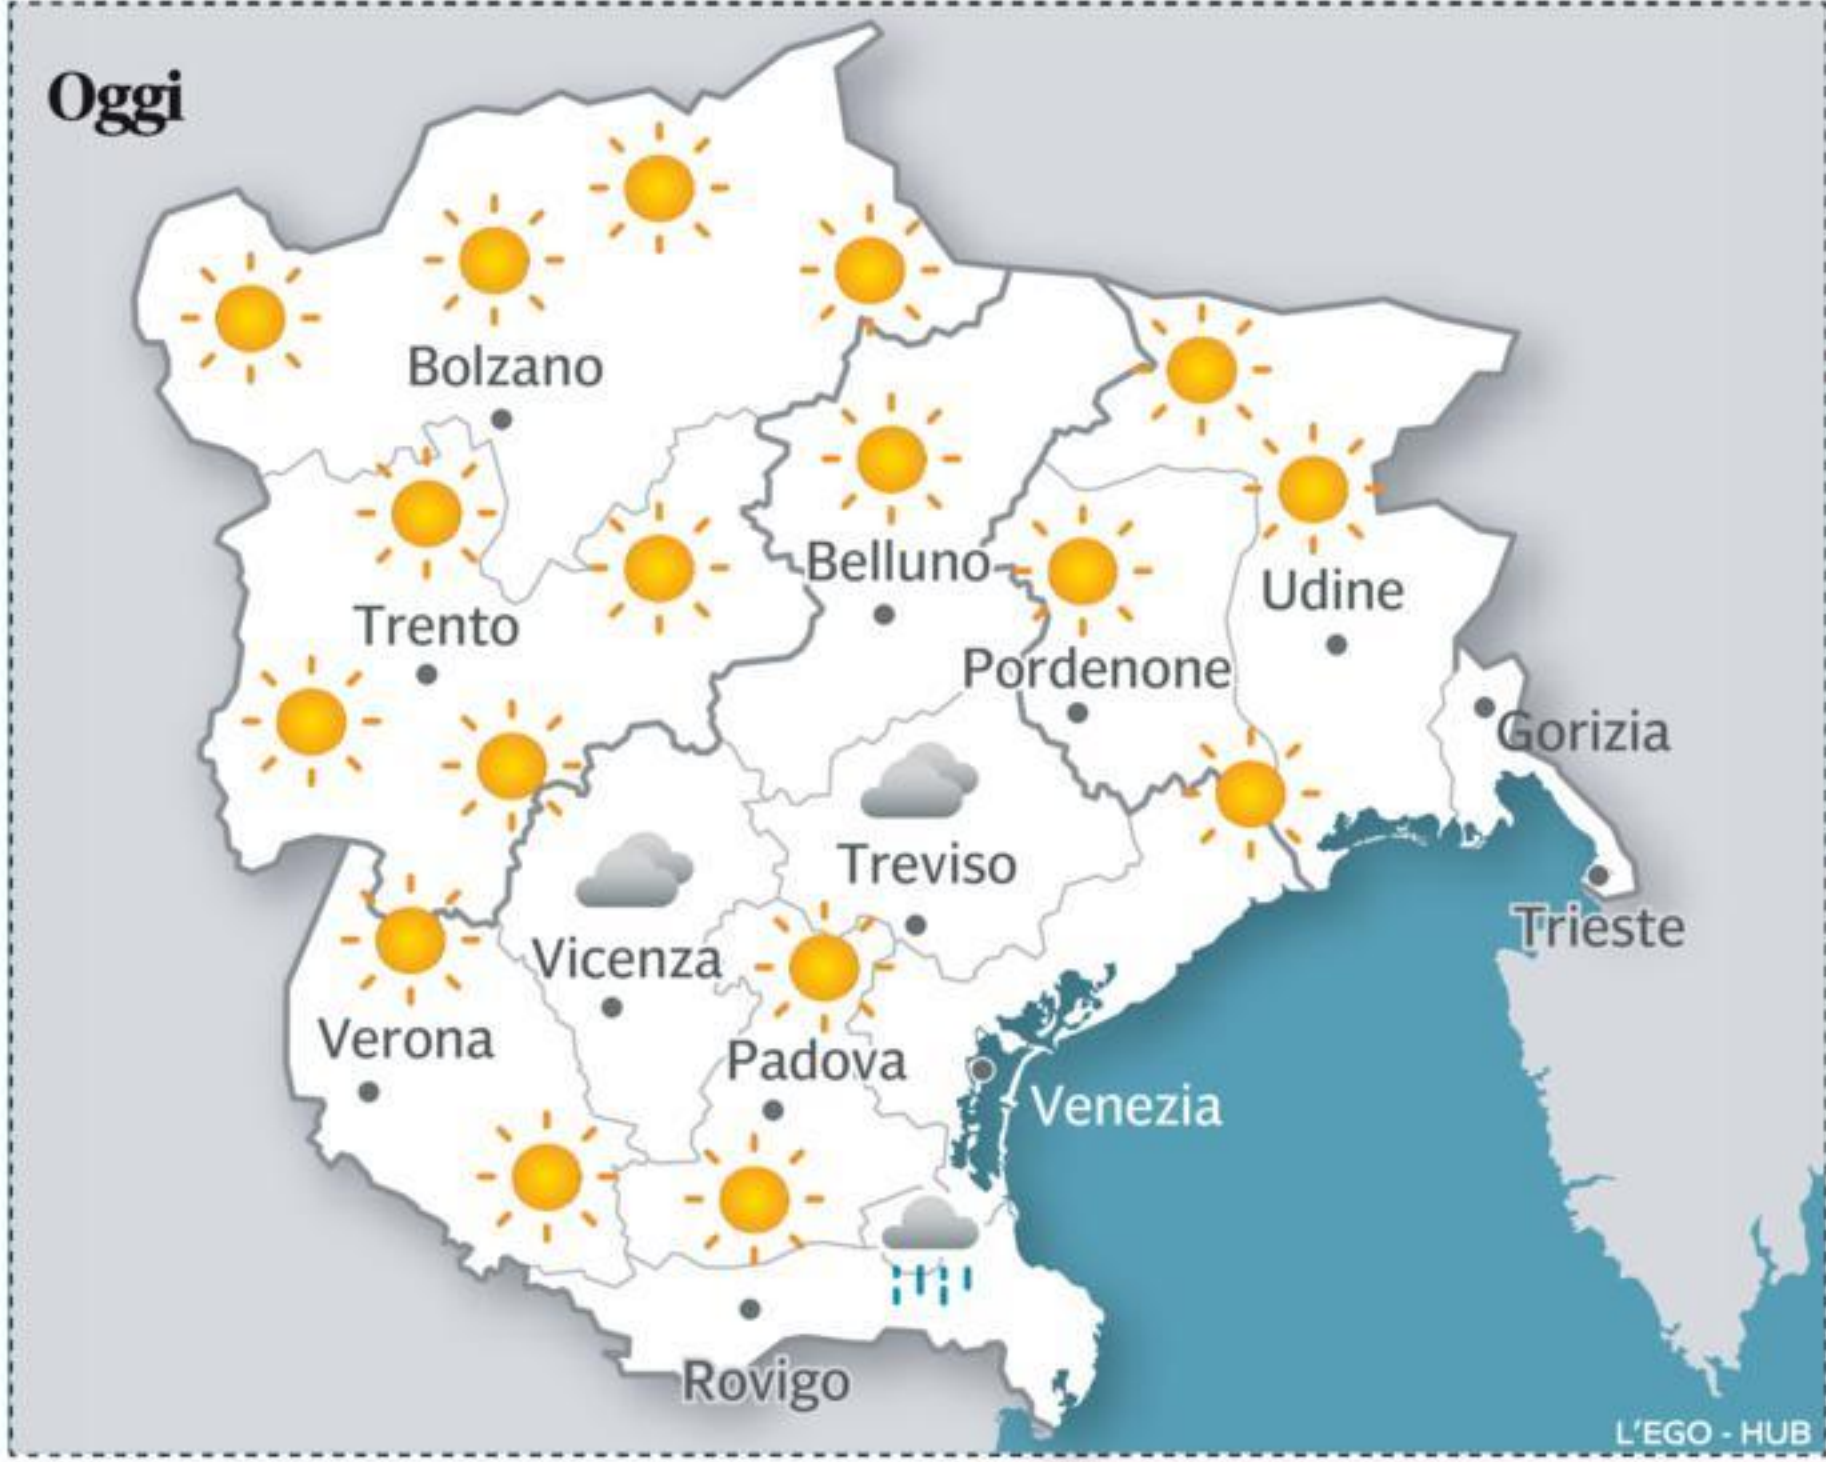 Oggi
Bolzano
Belluno
Udine
Trento
Pordenone
Gorizia
Treviso
Trieste
Vicenza
Verona
Padova
Venezia
Rovigo
L'EGO - HUB